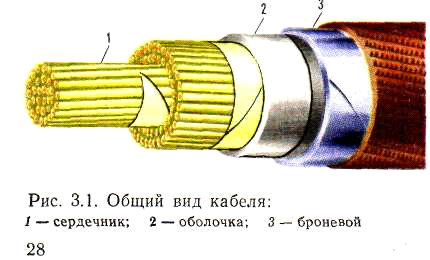 1
2
3
Рис. 3.1. Общий вид кабеля:
1 — сердечник; 2 — оболочка; 3 — броневой
28